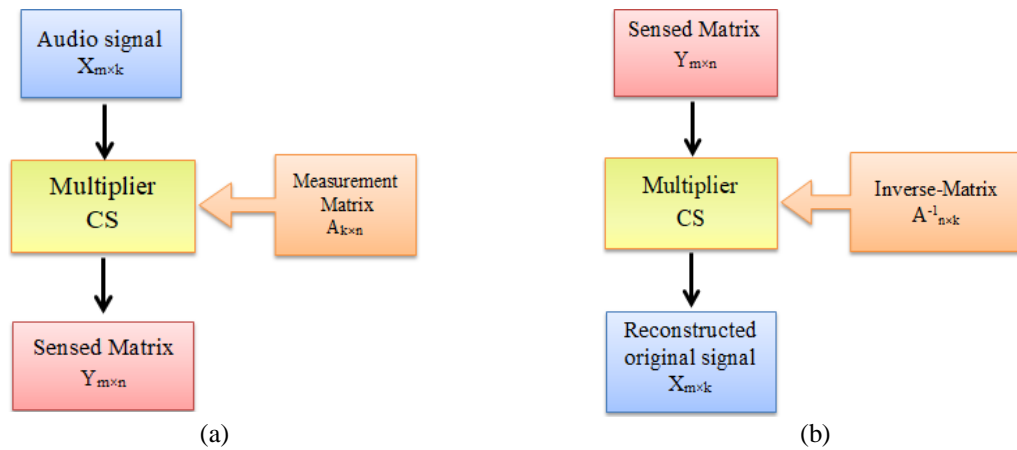 Audio signal
Xm×k
Multiplier
CS
Measurement
Matrix
Ak×n
Sensed Matrix
Ym×n
(a)
Sensed Matrix
Ym×n
Multiplier
CS
Inverse-Matrix
A⁻¹n×k
Reconstructed
original signal
Xm×k
(b)